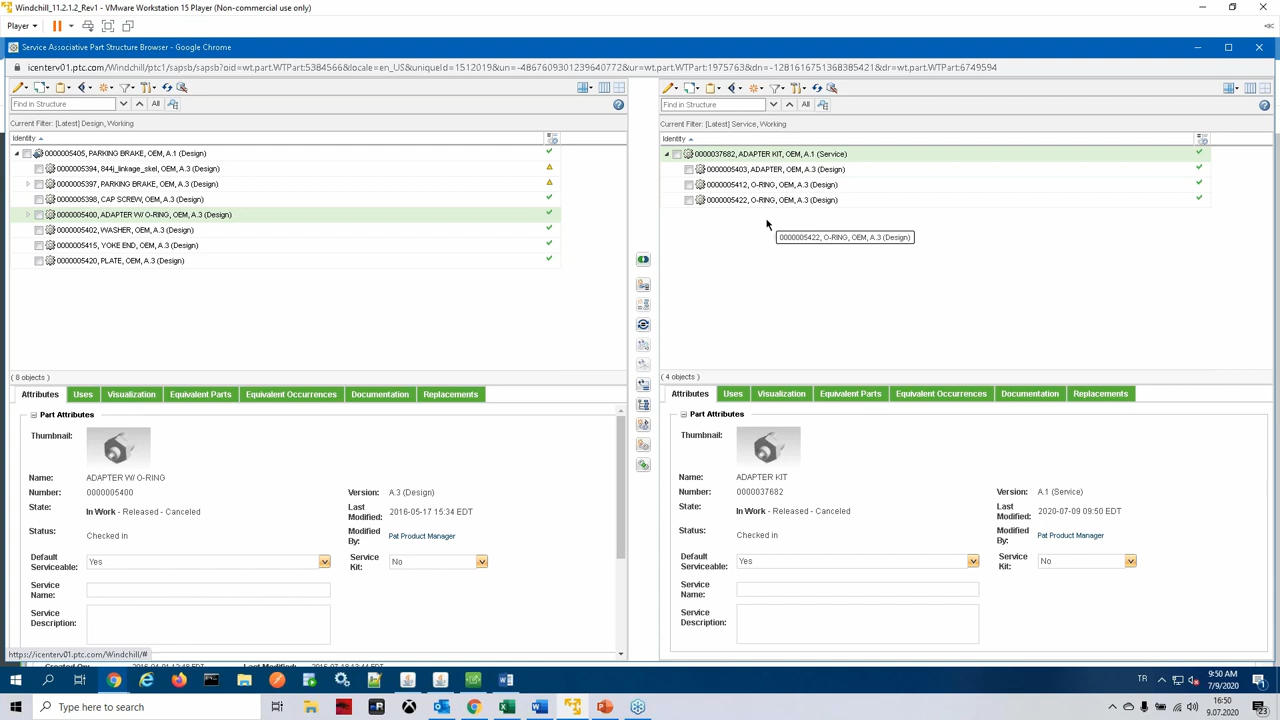 Windchill_11.2.1.2_Rev1 - VMware Workstation 15 Player (Non-commercial use only)
Player
Service Associative Part Structure Browser - Google Chrome
icenterv01.ptc.com/Windchill/ptc1/sapsb/sapsb?oid=wt.part.WTPart:5384566&locale=en_US&uniqueId=1512019&un=-4867609301239640772&ur=wt.part.WTPart:1975763&dn=-1281616751368385421&dr=wt.part.WTPart:6749594
Find in Structure
All
Current Filter: [Latest] Design, Working
Identity
0000005405, PARKING BRAKE, OEM, A.1 (Design)
0000005394, 844j_linkage_skel, OEM, A.3 (Design)
0000005397, PARKING BRAKE, OEM, A.3 (Design)
0000005398, CAP SCREW, OEM, A.3 (Design)
0000005400, ADAPTER W/ O-RING, OEM, A.3 (Design)
0000005402, WASHER, OEM, A.3 (Design)
0000005415, YOKE END, OEM, A.3 (Design)
0000005420, PLATE, OEM, A.3 (Design)
( 8 objects )
Attributes Uses Visualization Equivalent Parts Equivalent Occurrences Documentation Replacements
Part Attributes
Thumbnail:
Name: ADAPTER W/ O-RING
Number: 0000005400 Version: A.3 (Design)
State: In Work - Released - Canceled Last Modified: 2016-05-17 15:34 EDT
Status: Checked in Modified By: Pat Product Manager
Default Serviceable: Yes Service Kit: No
Service Name:
Service Description:
https://icenterv01.ptc.com/Windchill/#
Find in Structure
All
Current Filter: [Latest] Service, Working
Identity
0000037682, ADAPTER KIT, OEM, A.1 (Service)
0000005403, ADAPTER, OEM, A.3 (Design)
0000005412, O-RING, OEM, A.3 (Design)
0000005422, O-RING, OEM, A.3 (Design)
0000005422, O-RING, OEM, A.3 (Design)
( 4 objects )
Attributes Uses Visualization Equivalent Parts Equivalent Occurrences Documentation Replacements
Part Attributes
Thumbnail:
Name: ADAPTER KIT
Number: 0000037682 Version: A.1 (Service)
State: In Work - Released - Canceled Last Modified: 2020-07-09 09:50 EDT
Status: Checked in Modified By: Pat Product Manager
Default Serviceable: Yes Service Kit: No
Service Name:
Service Description:
TR
9:50 AM
7/9/2020
Type here to search
16:50
9.07.2020
23